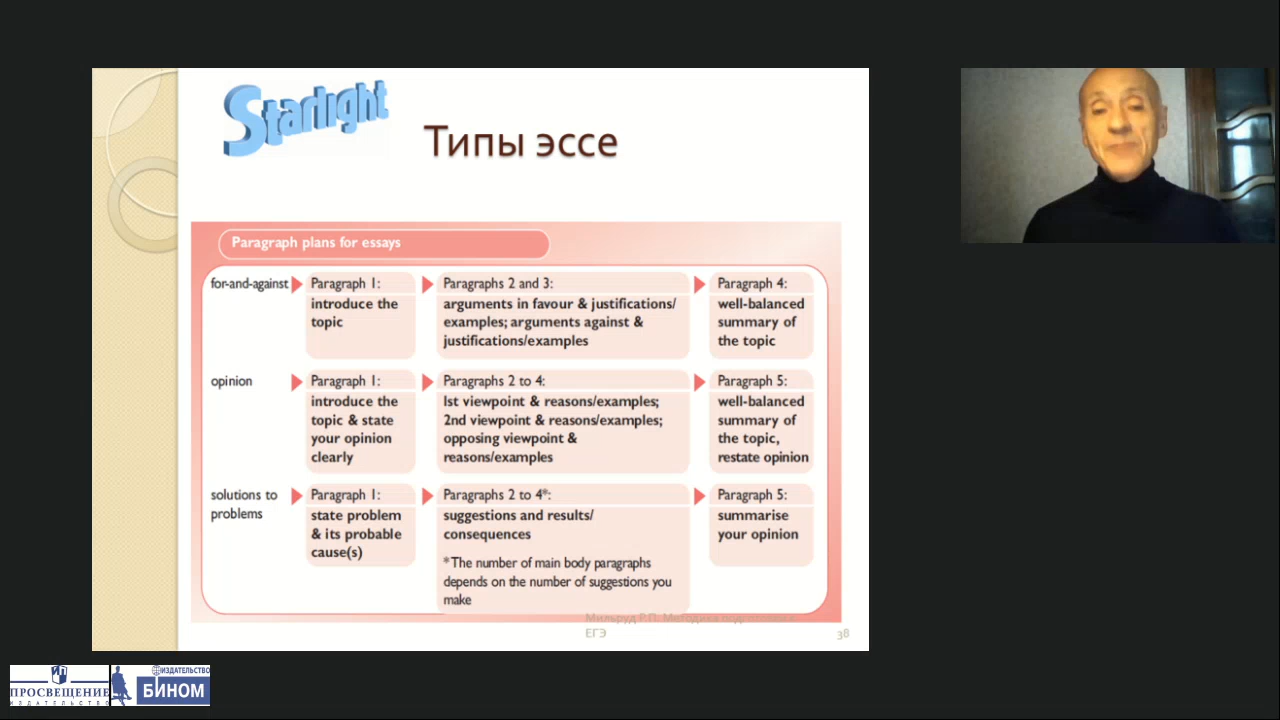 Starlight
Типы эссе
Paragraph plans for essays
for-and-against
Paragraph 1:
introduce the
topic
Paragraphs 2 and 3:
arguments in favour & justifications/
examples; arguments against &
justifications/examples
Paragraph 4:
well-balanced
summary of
the topic
opinion
Paragraph 1:
introduce the
topic & state
your opinion
clearly
Paragraphs 2 to 4:
1st viewpoint & reasons/examples;
2nd viewpoint & reasons/examples;
opposing viewpoint &
reasons/examples
Paragraph 5:
well-balanced
summary of
the topic,
restate opinion
solutions to
problems
Paragraph 1:
state problem
& its probable
cause(s)
Paragraphs 2 to 4*:
suggestions and results/
consequences
*The number of main body paragraphs
depends on the number of suggestions you
make
Paragraph 5:
summarise
your opinion
Мильруд Р.П. Методика подготовки к
ЕГЭ
38
ПРОСВЕЩЕНИЕ
ИЗДАТЕЛЬСТВО
ИЗДАТЕЛЬСТВО
БИНОМ